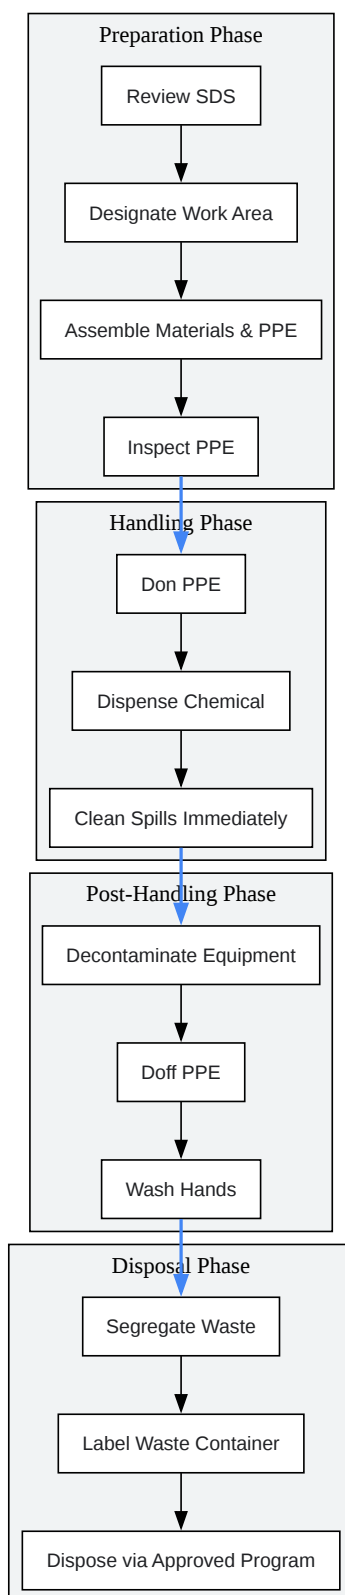 Preparation Phase
Review SDS
Designate Work Area
Assemble Materials & PPE
Inspect PPE
Handling Phase
Don PPE
Dispense Chemical
Clean Spills Immediately
Post-Handling Phase
Decontaminate Equipment
Doff PPE
Wash Hands
Disposal Phase
Segregate Waste
Label Waste Container
Dispose via Approved Program